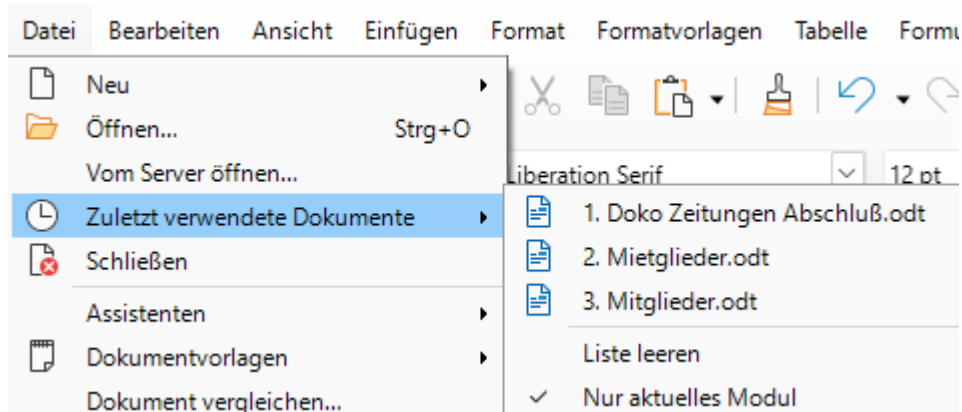 Datei Bearbeiten Ansicht Einfügen Format Formatvorlagen Tabelle Formu
Neu
Öffnen... Strg+O
Vom Server öffnen...
Liberation Serif 12 pt
Zuletzt verwendete Dokumente
1. Doko Zeitungen Abschluß.odt
Schließen
2. Mietglieder.odt
3. Mitglieder.odt
Assistenten
Liste leeren
Dokumentvorlagen
Nur aktuelles Modul
Dokument vergleichen...